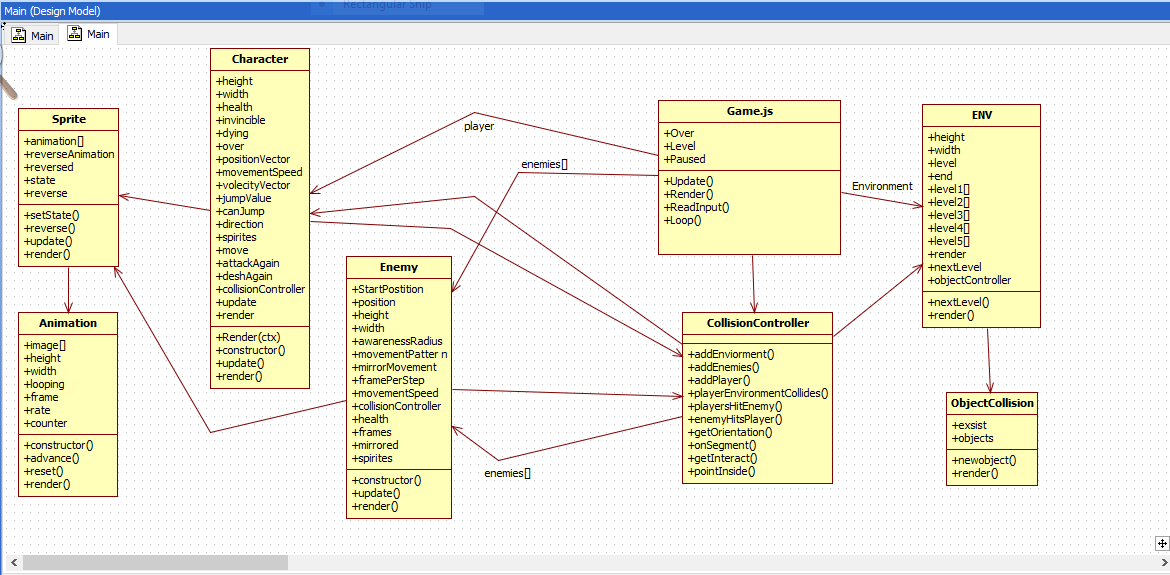 Rectangular Snip
Main (Design Model)
Main
Main
Sprite
+animation[]
+reverseAnimation
+reversed
+state
+reverse
+setState()
+reverse()
+update()
+render()
Animation
+image[]
+height
+width
+looping
+frame
+rate
+counter
+constructor()
+advance()
+reset()
+render()
Character
+height
+width
+health
+invincible
+dying
+over
+positionVector
+movementSpeed
+volecityVector
+jumpValue
+canJump
+direction
+spirites
+move
+attackAgain
+deshAgain
+collisionController
+update
+render
+Render(ctx)
+constructor()
+update()
+render()
player
enemies[]
Enemy
+StartPostition
+position
+height
+width
+awarenessRadius
+movementPatter n
+mirrorMovement
+framePerStep
+movementSpeed
+collisionController
+health
+frames
+mirrored
+spirites
+constructor()
+update()
+render()
enemies[]
Game.js
+Over
+Level
+Paused
+Update()
+Render()
+ReadInput()
+Loop()
Environment
CollisionController
+addEnviorment()
+addEnemies()
+addPlayer()
+playerEnvironmentCollides()
+playersHitEnemy()
+enemyHitsPlayer()
+getOrientation()
+onSegment()
+getInteract()
+pointInside()
ENV
+height
+width
+level
+end
+level1[]
+level2[]
+level3[]
+level4[]
+level5[]
+render
+nextLevel
+objectController
+nextLevel()
+render()
ObjectCollision
+exsist
+objects
+newobject()
+render()